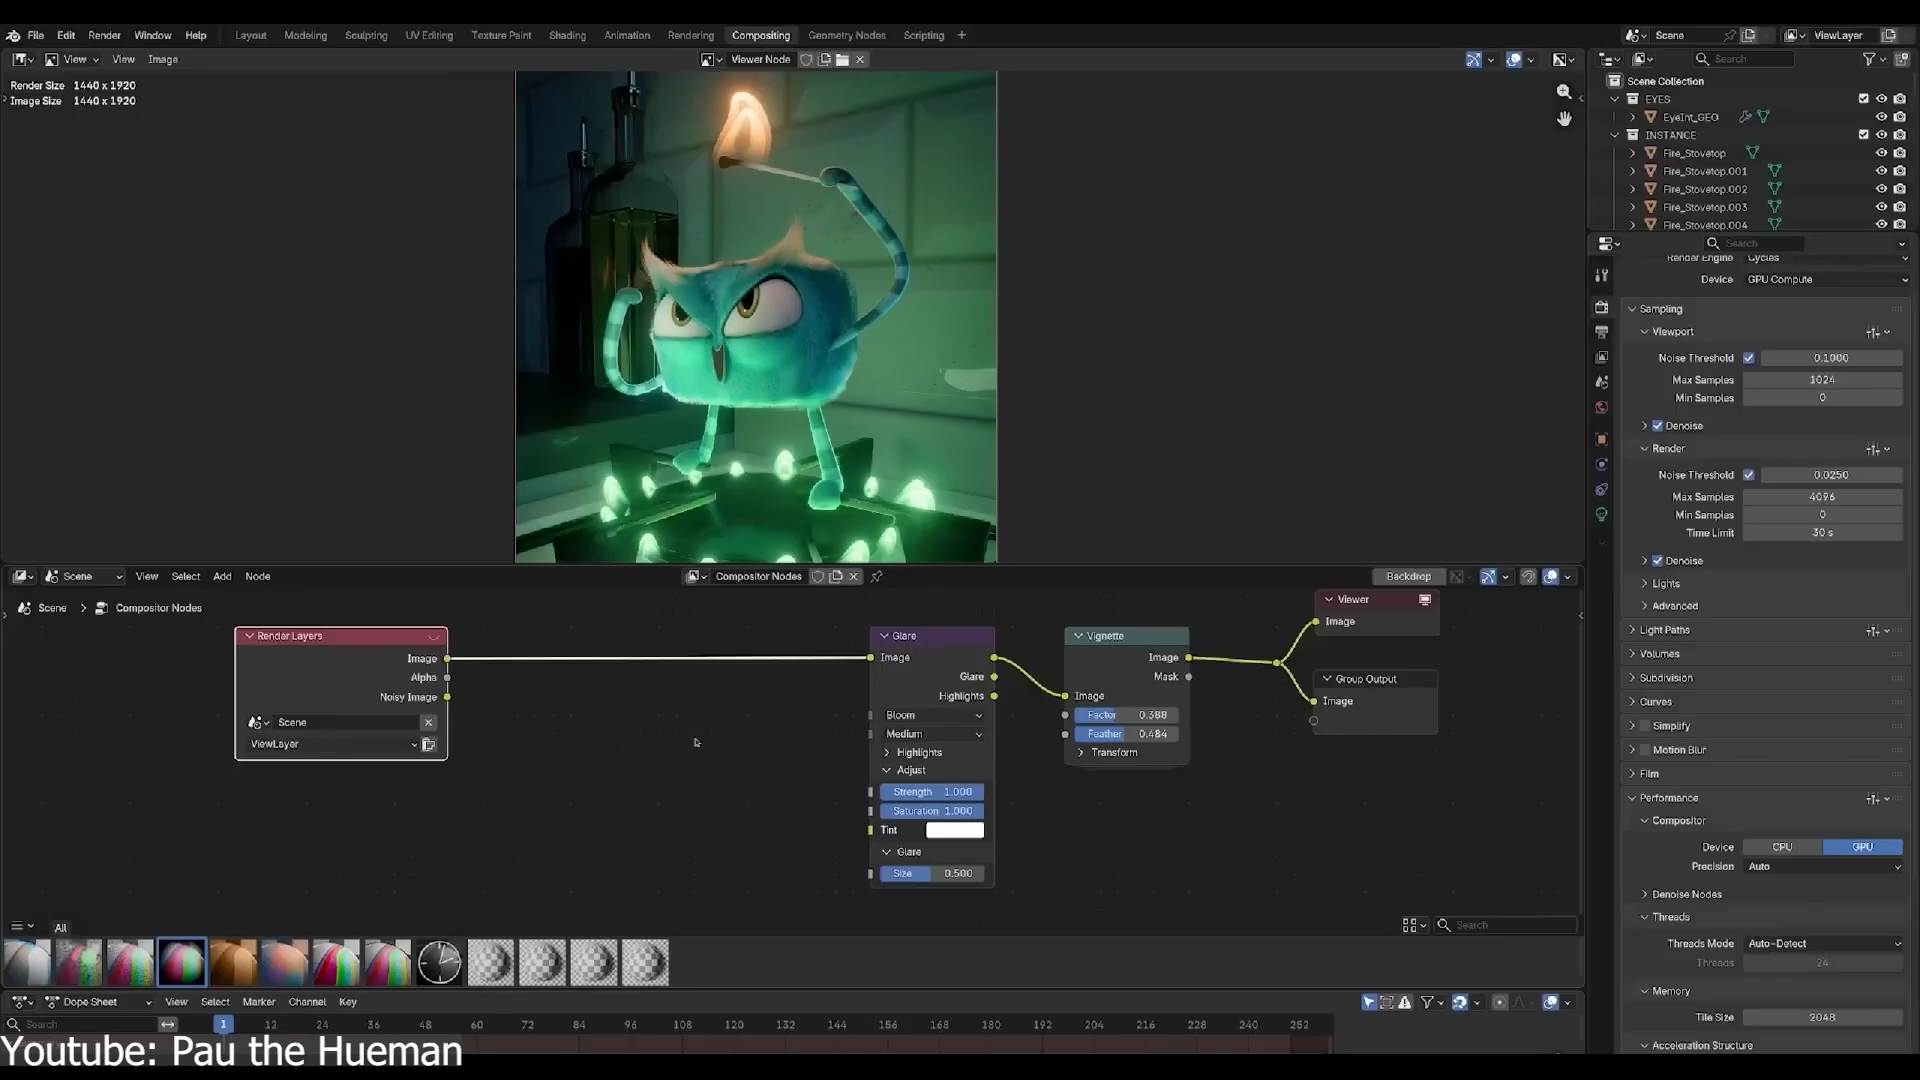 File Edit Render Window Help Layout Modeling Sculpting UV Editing Texture Paint Shading Animation Rendering Compositing Geometry Nodes Scripting + Scene ViewLayer
View View Image Viewer Node Search
Render Size 1440 x 1920
Image Size 1440 x 1920
Scene Collection
EYES
EyeInt_GEO
INSTANCE
Fire_Stovetop
Fire_Stovetop.001
Fire_Stovetop.002
Fire_Stovetop.003
Fire_Stovetop.004
Search
Render Engine Cycles
Device GPU Compute
Sampling
Viewport
Noise Threshold 0.1000
Max Samples 1024
Min Samples 0
Denoise
Render
Noise Threshold 0.0250
Max Samples 4096
Min Samples 0
Time Limit 30 s
Denoise
Lights
Advanced
Light Paths
Volumes
Subdivision
Curves
Simplify
Motion Blur
Film
Performance
Compositor
Device CPU GPU
Precision Auto
Denoise Nodes
Threads
Threads Mode Auto-Detect
Threads 24
Memory
Tile Size 2048
Acceleration Structure
Scene View Select Add Node Compositor Nodes Backdrop
Scene > Compositor Nodes
Render Layers
Image
Alpha
Noisy Image
Scene
ViewLayer
Glare
Image
Glare
Highlights
Bloom
Medium
Highlights
Adjust
Strength 1.000
Saturation 1.000
Tint
Glare
Size 0.500
Vignette
Image
Mask
Image
Factor 0.388
Feather 0.484
Transform
Viewer
Image
Group Output
Image
All Search
Dope Sheet View Select Marker Channel Key
Search 1 12 24 36 48 60 72 84 96 108 120 132 144 156 168 180 192 204 216 228 240 252
Youtube: Pau the Hueman